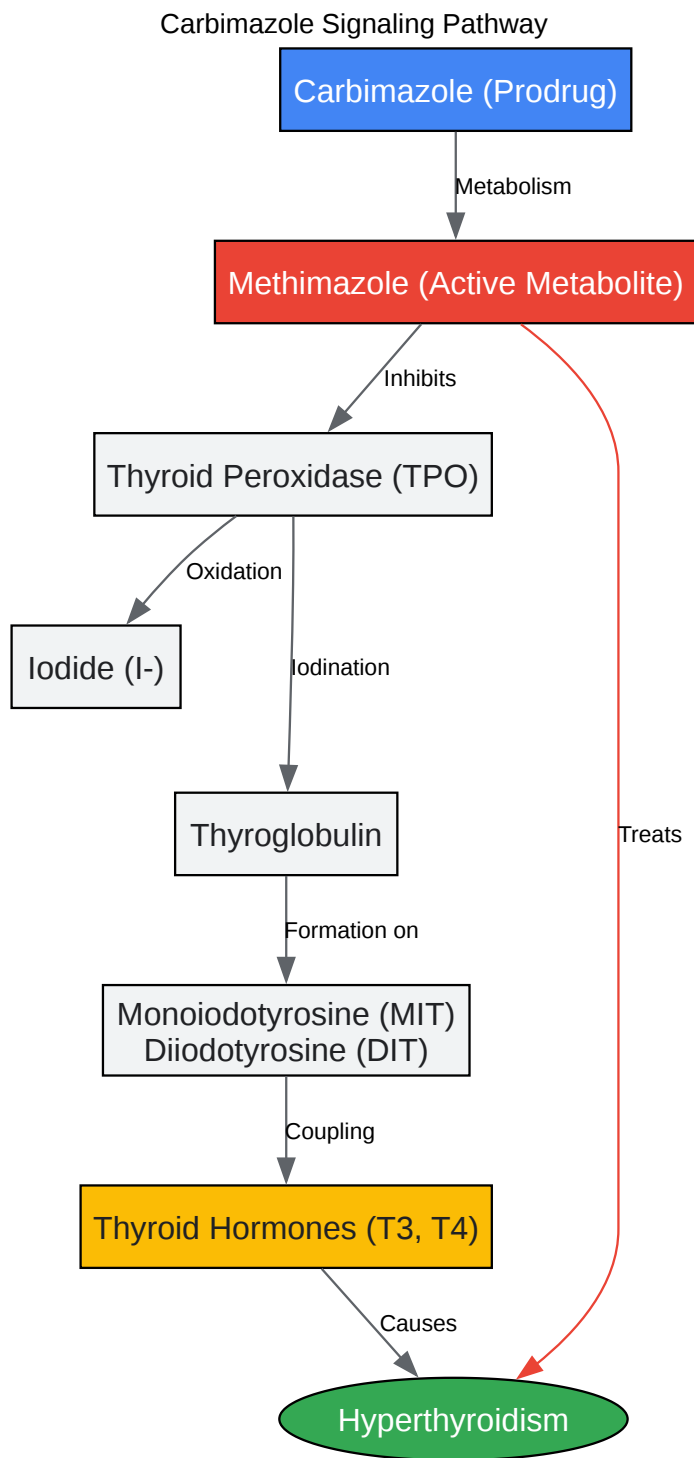 Carbimazole Signaling Pathway
Carbimazole (Prodrug)
Metabolism
Methimazole (Active Metabolite)
Inhibits
Thyroid Peroxidase (TPO)
Oxidation
Iodide (I-)
Iodination
Thyroglobulin
Treats
Formation on
Monoiodotyrosine (MIT)
Diiodotyrosine (DIT)
Coupling
Thyroid Hormones (T3, T4)
Causes
Hyperthyroidism